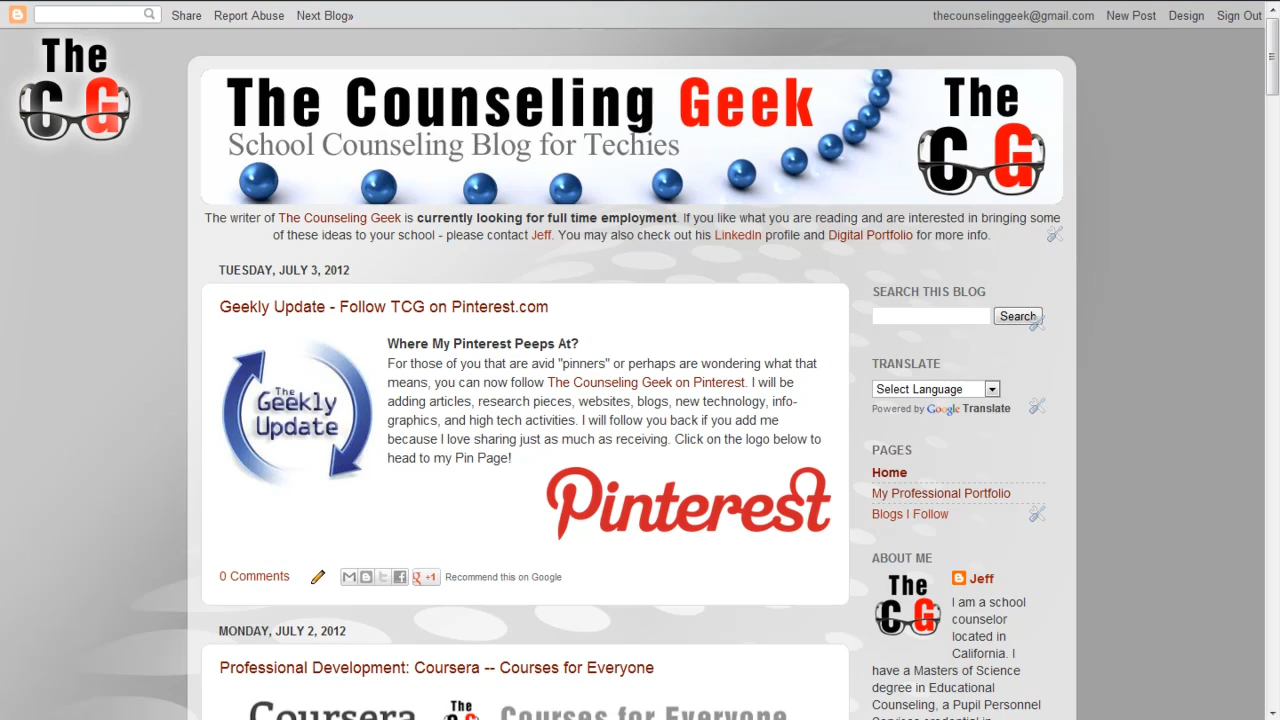 Share Report Abuse Next Blog» thecounselinggeek@gmail.com New Post Design Sign Out
The
C G
The Counseling Geek
School Counseling Blog for Techies
The
C G
The writer of The Counseling Geek is currently looking for full time employment. If you like what you are reading and are interested in bringing some
of these ideas to your school - please contact Jeff. You may also check out his LinkedIn profile and Digital Portfolio for more info.
TUESDAY, JULY 3, 2012
Geekly Update - Follow TCG on Pinterest.com
The
Geekly
Update
Where My Pinterest Peeps At?
For those of you that are avid "pinners" or perhaps are wondering what that
means, you can now follow The Counseling Geek on Pinterest. I will be
adding articles, research pieces, websites, blogs, new technology, info-
graphics, and high tech activities. I will follow you back if you add me
because I love sharing just as much as receiving. Click on the logo below to
head to my Pin Page!
Pinterest
0 Comments
g +1 Recommend this on Google
MONDAY, JULY 2, 2012
Professional Development: Coursera -- Courses for Everyone
Coursera The Courses for Everyone
SEARCH THIS BLOG
Search
TRANSLATE
Select Language
Powered by Google Translate
PAGES
Home
My Professional Portfolio
Blogs I Follow
ABOUT ME
The
C G
Jeff
I am a school
counselor
located in
California. I
have a Masters of Science
degree in Educational
Counseling, a Pupil Personnel
Services credential in